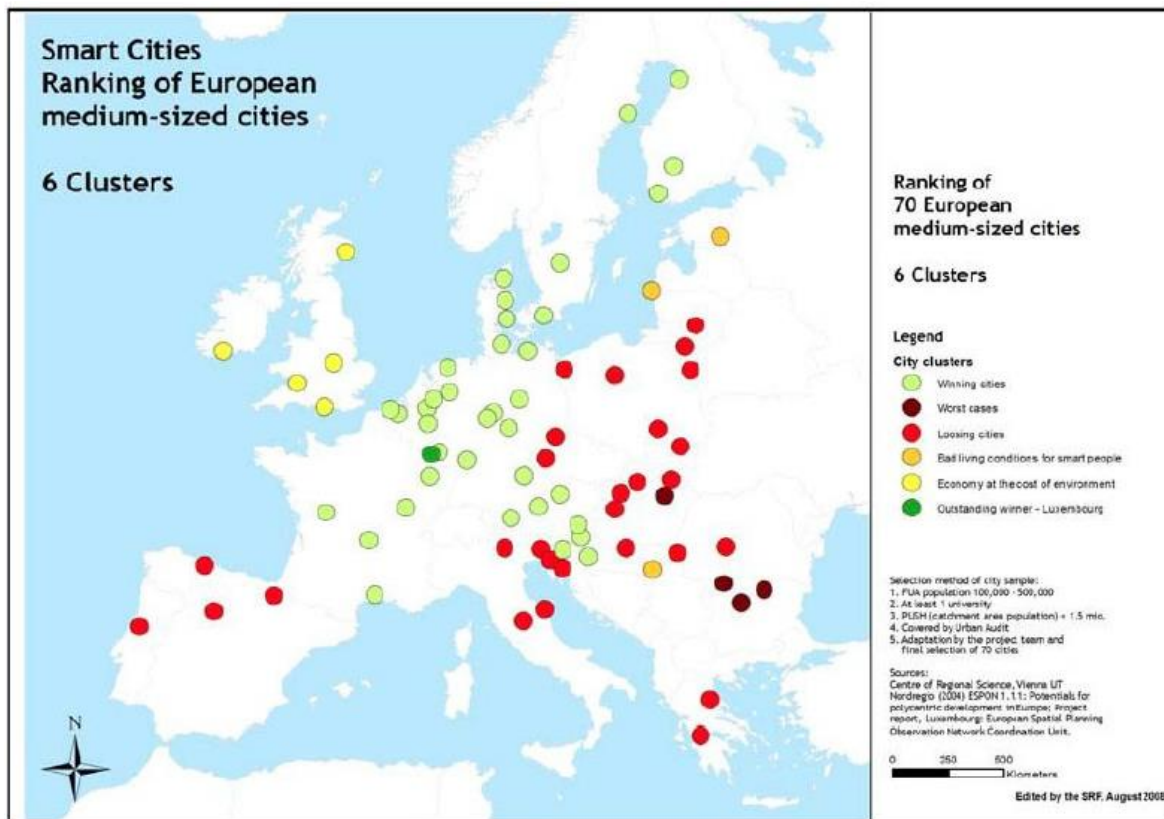 Smart Cities
Ranking of European
medium-sized cities
6 Clusters
N
Ranking of
70 European
medium-sized cities
6 Clusters
Legend
City clusters
Winning cities
Worst cases
Loosing cities
Bad living conditions for smart people
Economy at the cost of environment
Outstanding winner - Luxembourg
Selection method of city sample:
1. FUA population 100,000 - 500,000
2. At least 1 university
3. PUSH (catchment area population) < 1.5 mio.
4. Covered by Urban Audit
5. Adaptation by the project team and
final selection of 70 cities
Sources:
Centre of Regional Science, Vienna UT
Nordregio (2004) ESPON 1.1.1: Potentials for
polycentric development in Europe; Project
report, Luxembourg: European Spatial Planning
Observation Network Coordination Unit.
0 250 500
Kilometers
Edited by the SRF, August 2008